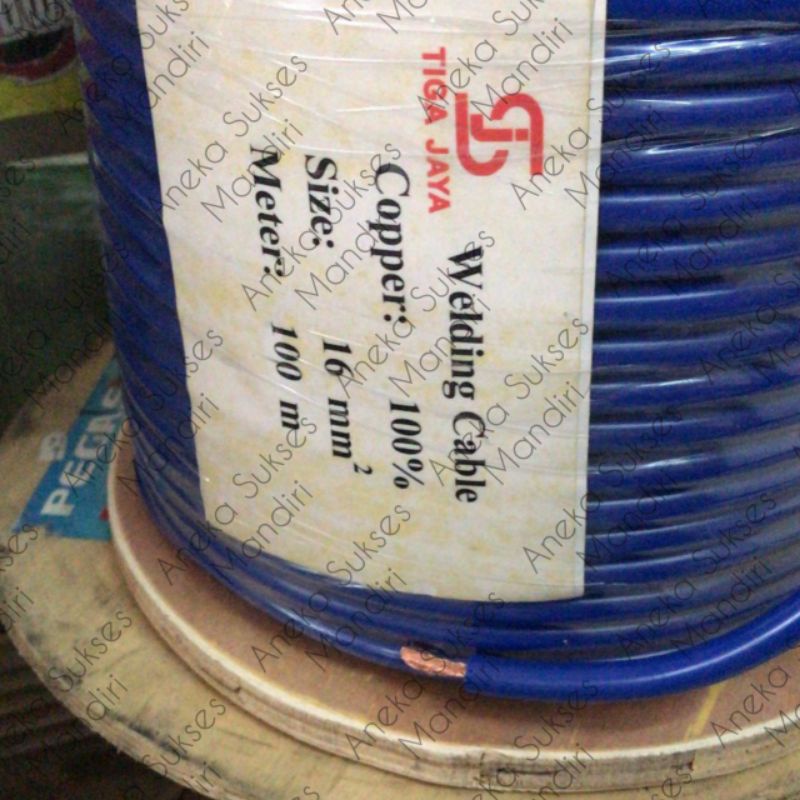 TIGA JAYA
Welding Cable
Copper: 100%
Size: 16 mm²
Meter: 100 m
Aneka Sukses
Mandiri